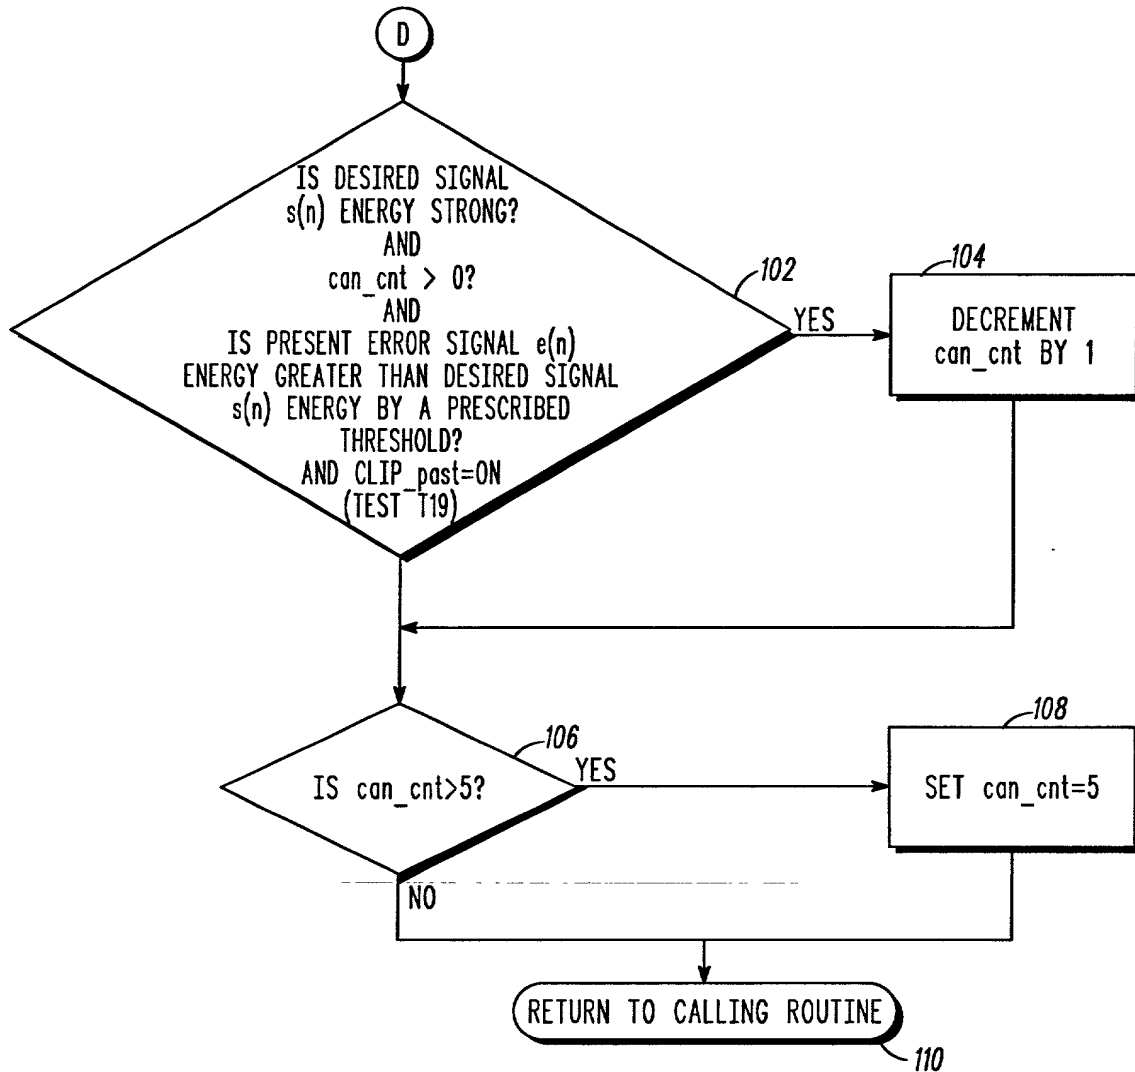 D
IS DESIRED SIGNAL
s(n) ENERGY STRONG?
AND
can_cnt > 0?
AND
IS PRESENT ERROR SIGNAL e(n)
ENERGY GREATER THAN DESIRED SIGNAL
s(n) ENERGY BY A PRESCRIBED
THRESHOLD?
AND CLIP_past=ON
(TEST T19)
102
YES
104
DECREMENT
can_cnt BY 1
IS can_cnt>5?
106
YES
108
SET can_cnt=5
NO
RETURN TO CALLING ROUTINE
110